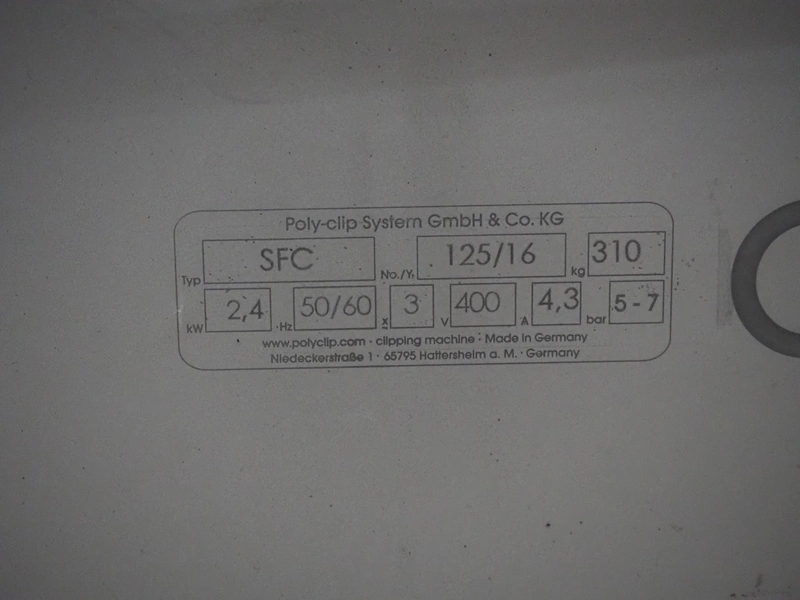 Poly-clip System GmbH & Co. KG
Typ SFC No./Y. 125/16 kg 310
kW 2,4 Hz 50/60 x 3 V 400 A 4,3 bar 5 - 7
www.polyclip.com · clipping machine · Made in Germany
Niedeckerstraße 1 · 65795 Hattersheim a. M. · Germany